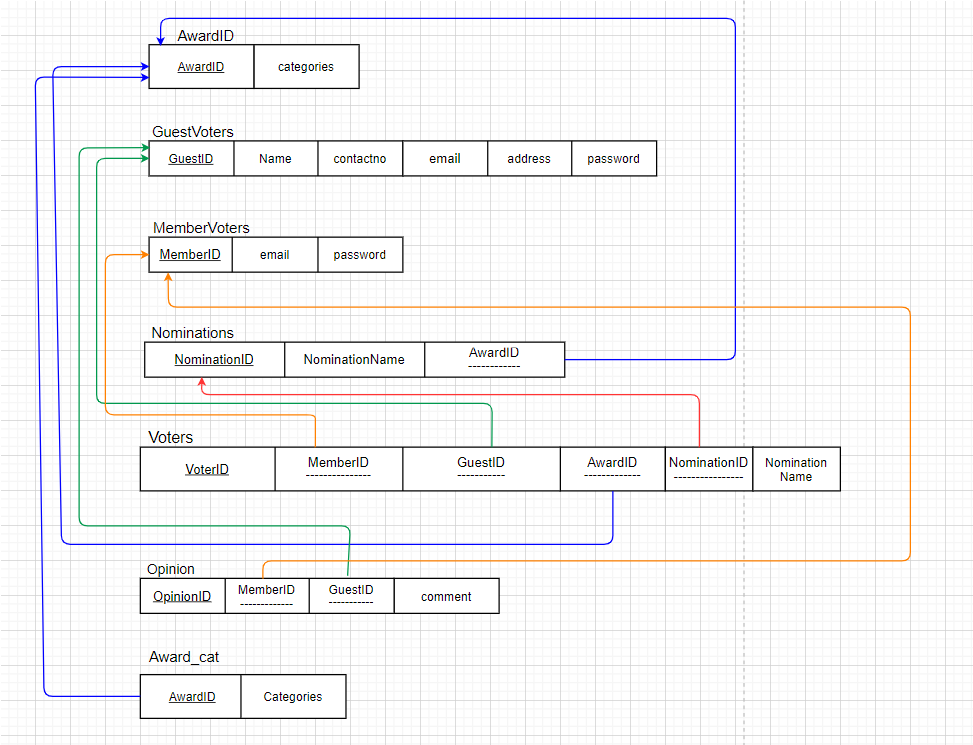 AwardID
AwardID categories
GuestVoters
GuestID Name contactno email address password
MemberVoters
MemberID email password
Nominations
NominationID NominationName AwardID
Voters
VoterID MemberID GuestID AwardID NominationID Nomination
Name
Opinion
OpinionID MemberID GuestID comment
Award_cat
AwardID Categories